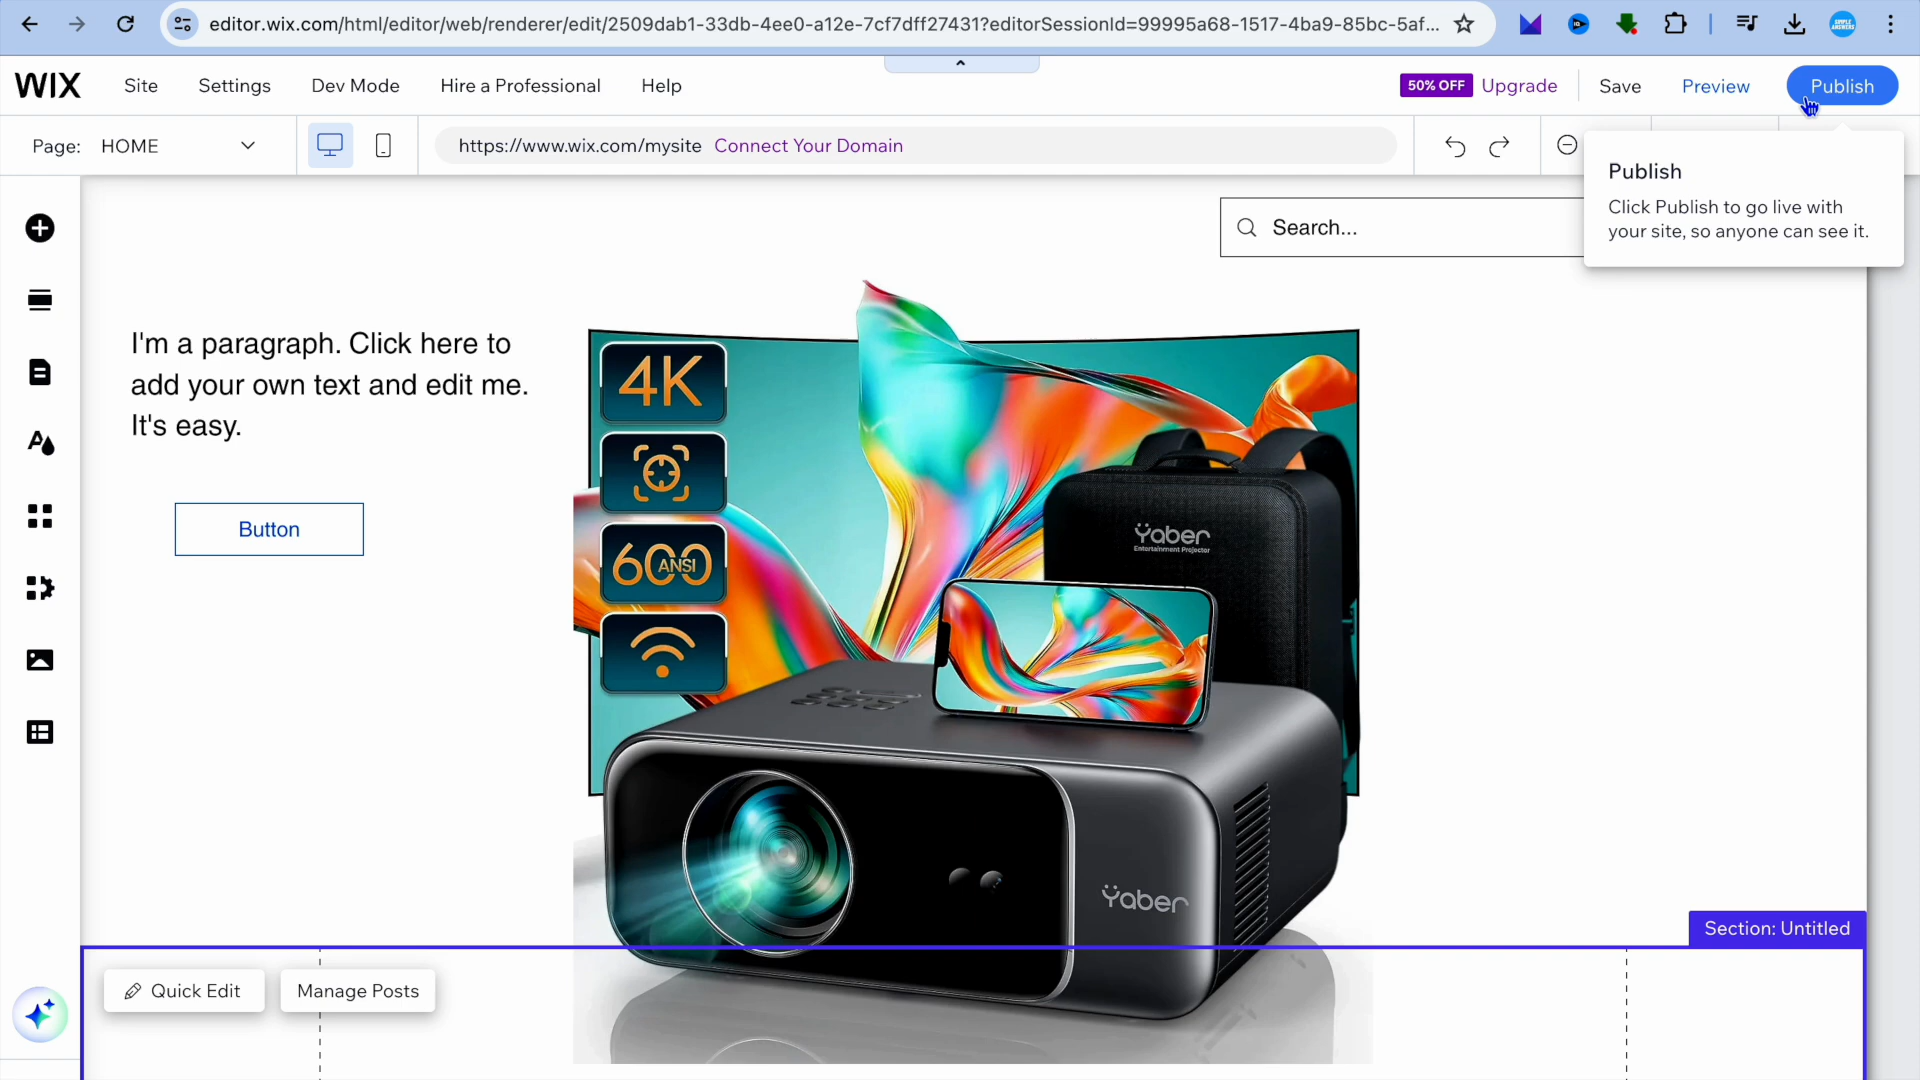 editor.wix.com/html/editor/web/renderer/edit/2509dab1-33db-4ee0-a12e-7cf7dff27431?editorSessionId=99995a68-1517-4ba9-85bc-5af...
WIX
Site
Settings
Dev Mode
Hire a Professional
Help
50% OFF
Upgrade
Save
Preview
Publish
Page: HOME
https://www.wix.com/mysite
Connect Your Domain
Publish
Click Publish to go live with
your site, so anyone can see it.
Search...
I'm a paragraph. Click here to
add your own text and edit me.
It's easy.
Button
4K
600
ANSI
Yaber
Entertainment Projector
Yaber
Section: Untitled
Quick Edit
Manage Posts